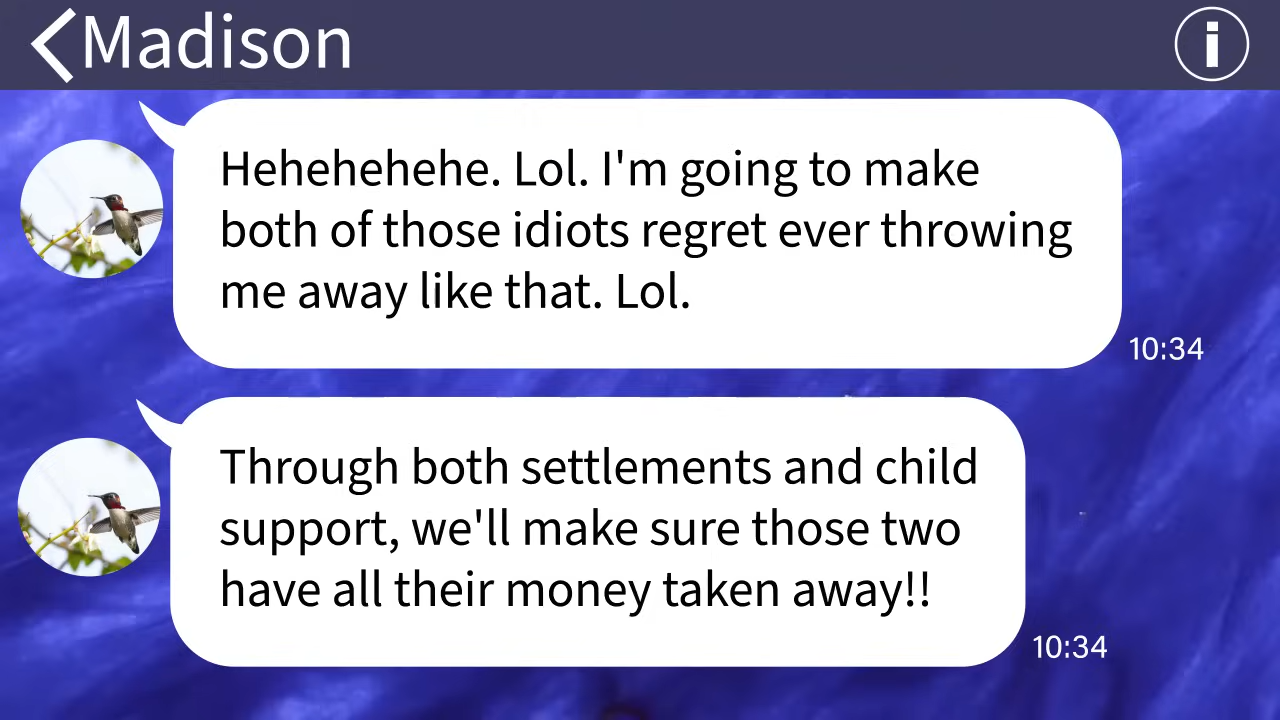 Madison
Hehehehehe. Lol. I'm going to make
both of those idiots regret ever throwing
me away like that. Lol.
10:34
Through both settlements and child
support, we'll make sure those two
have all their money taken away!!
10:34